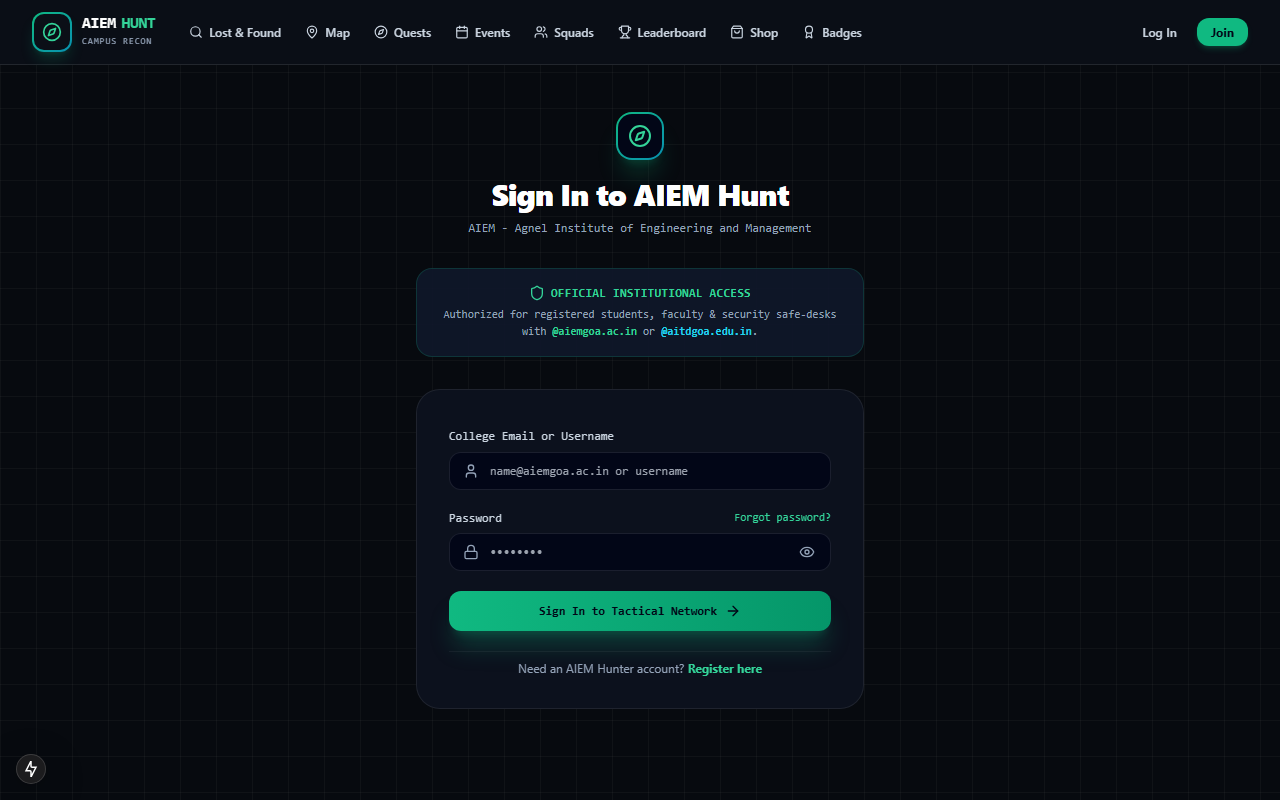 AIEM HUNT
CAMPUS RECON
Lost & Found
Map
Quests
Events
Squads
Leaderboard
Shop
Badges
Log In
Join
Sign In to AIEM Hunt
AIEM - Agnel Institute of Engineering and Management
OFFICIAL INSTITUTIONAL ACCESS
Authorized for registered students, faculty & security safe-desks
with @aiemgoa.ac.in or @aitdgoa.edu.in.
College Email or Username
name@aiemgoa.ac.in or username
Password
Forgot password?
••••••••
Sign In to Tactical Network →
Need an AIEM Hunter account? Register here